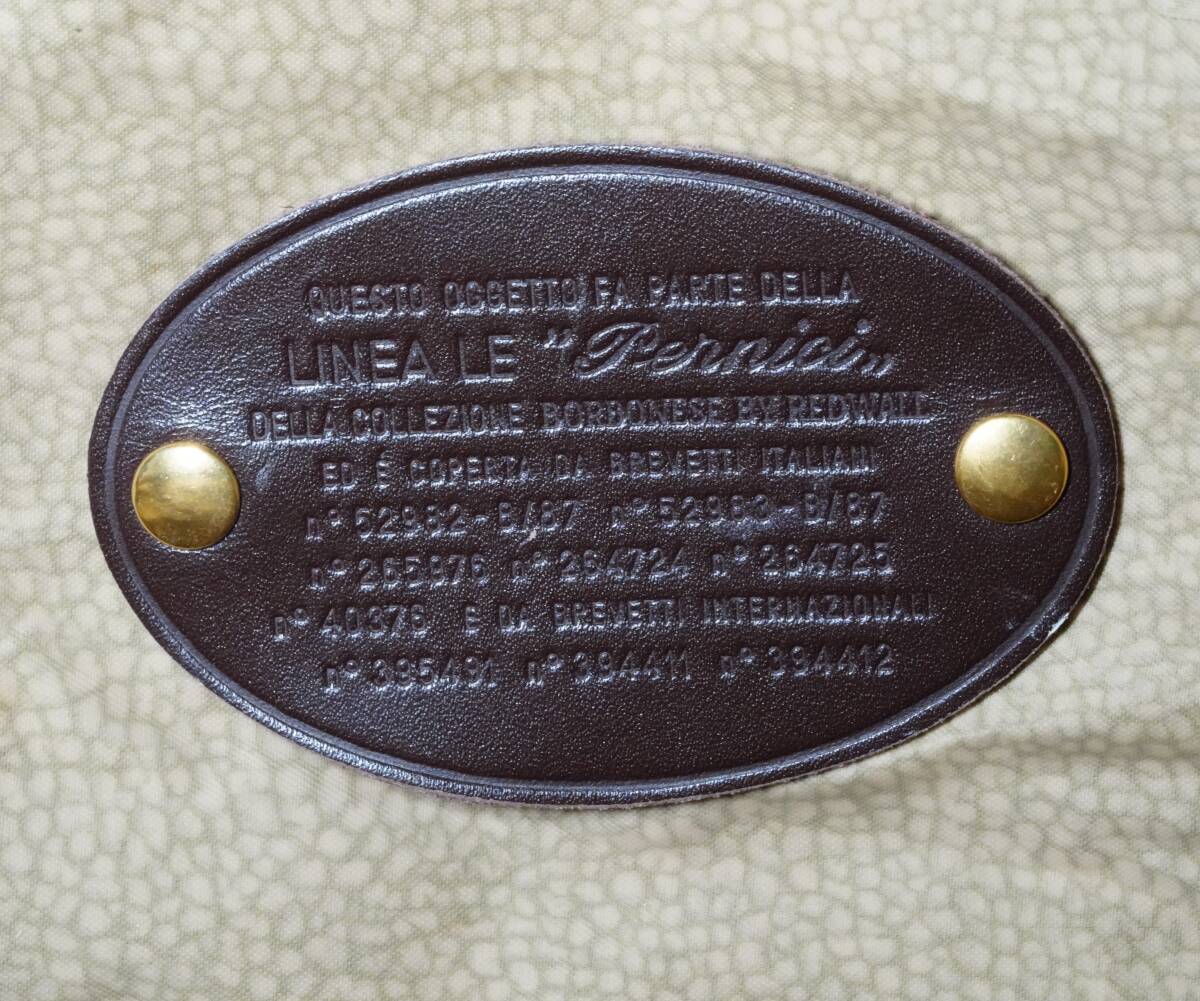 QUESTO OGGETTO FA PARTE DELLA
LINEA LE "Pernici„
DELLA COLLEZIONE BORBONESE BY REDWALL
ED É COPERTA DA BREVETTI ITALIANI
n° 52982-B/87 n° 52983-B/87
n° 265876 n° 264724 n° 264725
n° 40376 E DA BREVETTI INTERNAZIONALI
n° 395491 n° 394411 n° 394412